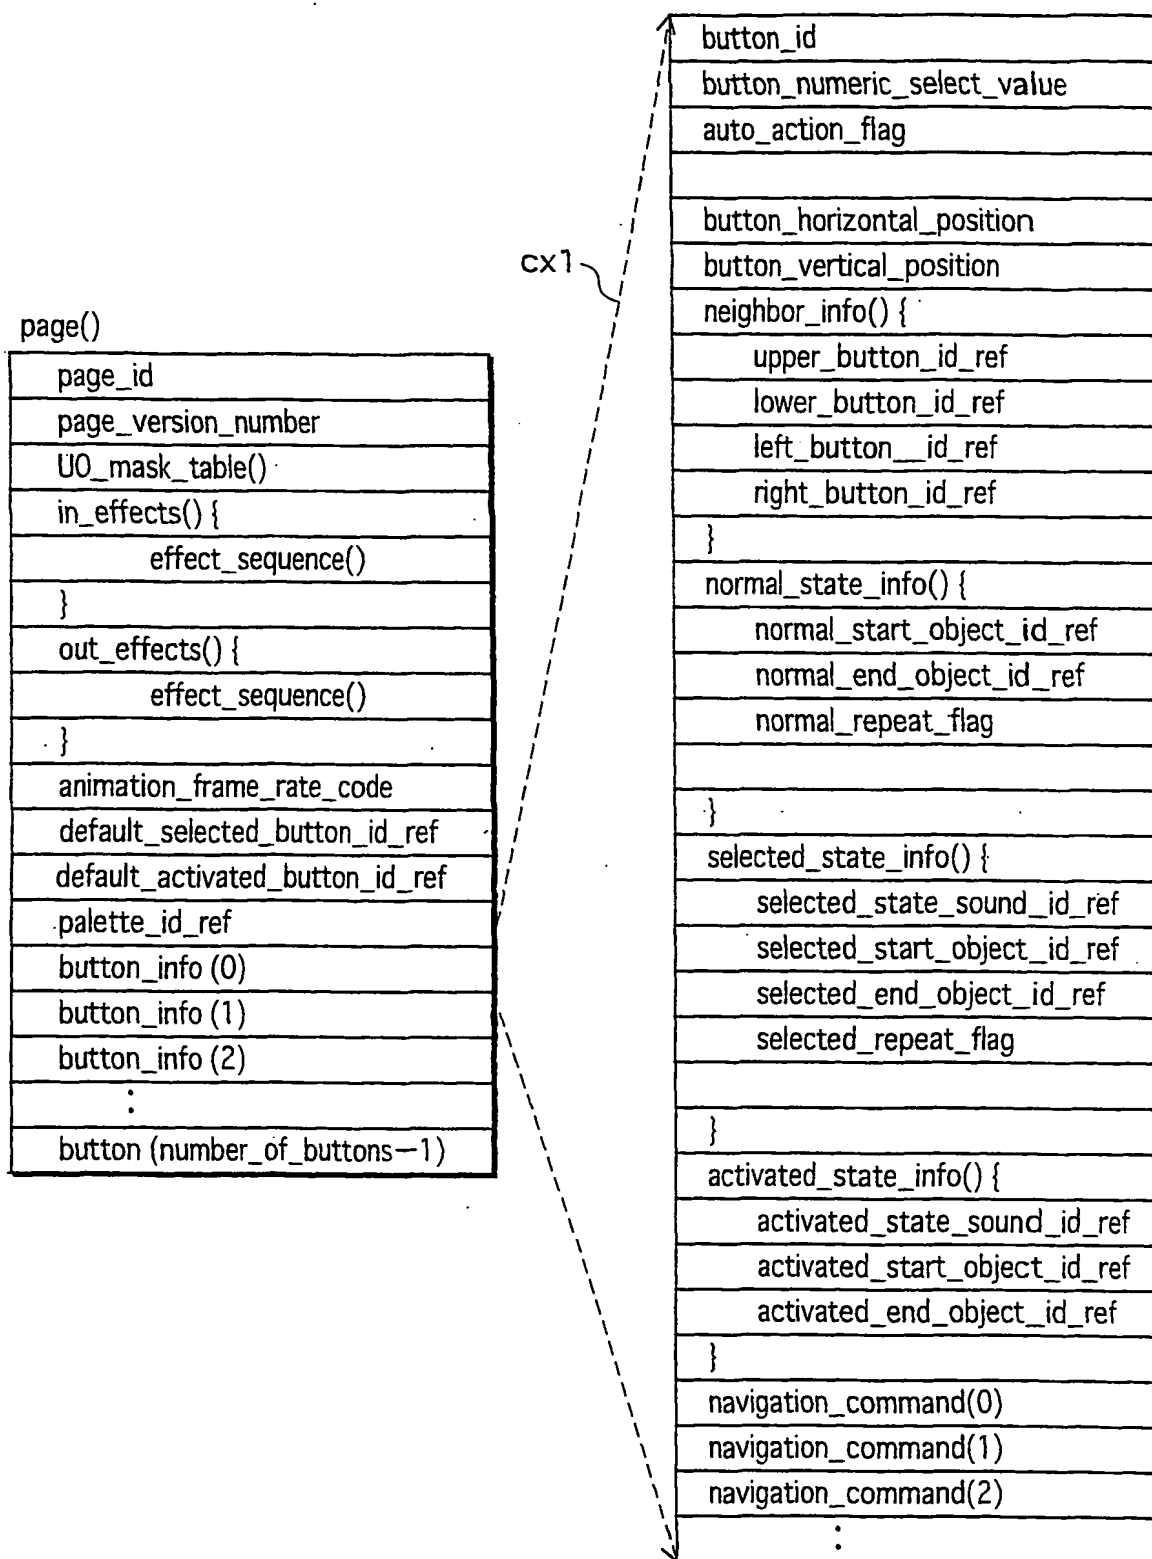 page()
page_id
page_version_number
UO_mask_table()
in_effects() {
effect_sequence()
}
out_effects() {
effect_sequence()
}
animation_frame_rate_code
default_selected_button_id_ref
default_activated_button_id_ref
palette_id_ref
button_info (0)
button_info (1)
button_info (2)
:
button (number_of_buttons−1)
cx1
button_id
button_numeric_select_value
auto_action_flag
button_horizontal_position
button_vertical_position
neighbor_info() {
upper_button_id_ref
lower_button_id_ref
left_button__id_ref
right_button_id_ref
}
normal_state_info() {
normal_start_object_id_ref
normal_end_object_id_ref
normal_repeat_flag
}
selected_state_info() {
selected_state_sound_id_ref
selected_start_object_id_ref
selected_end_object_id_ref
selected_repeat_flag
}
activated_state_info() {
activated_state_sound_id_ref
activated_start_object_id_ref
activated_end_object_id_ref
}
navigation_command(0)
navigation_command(1)
navigation_command(2)
: